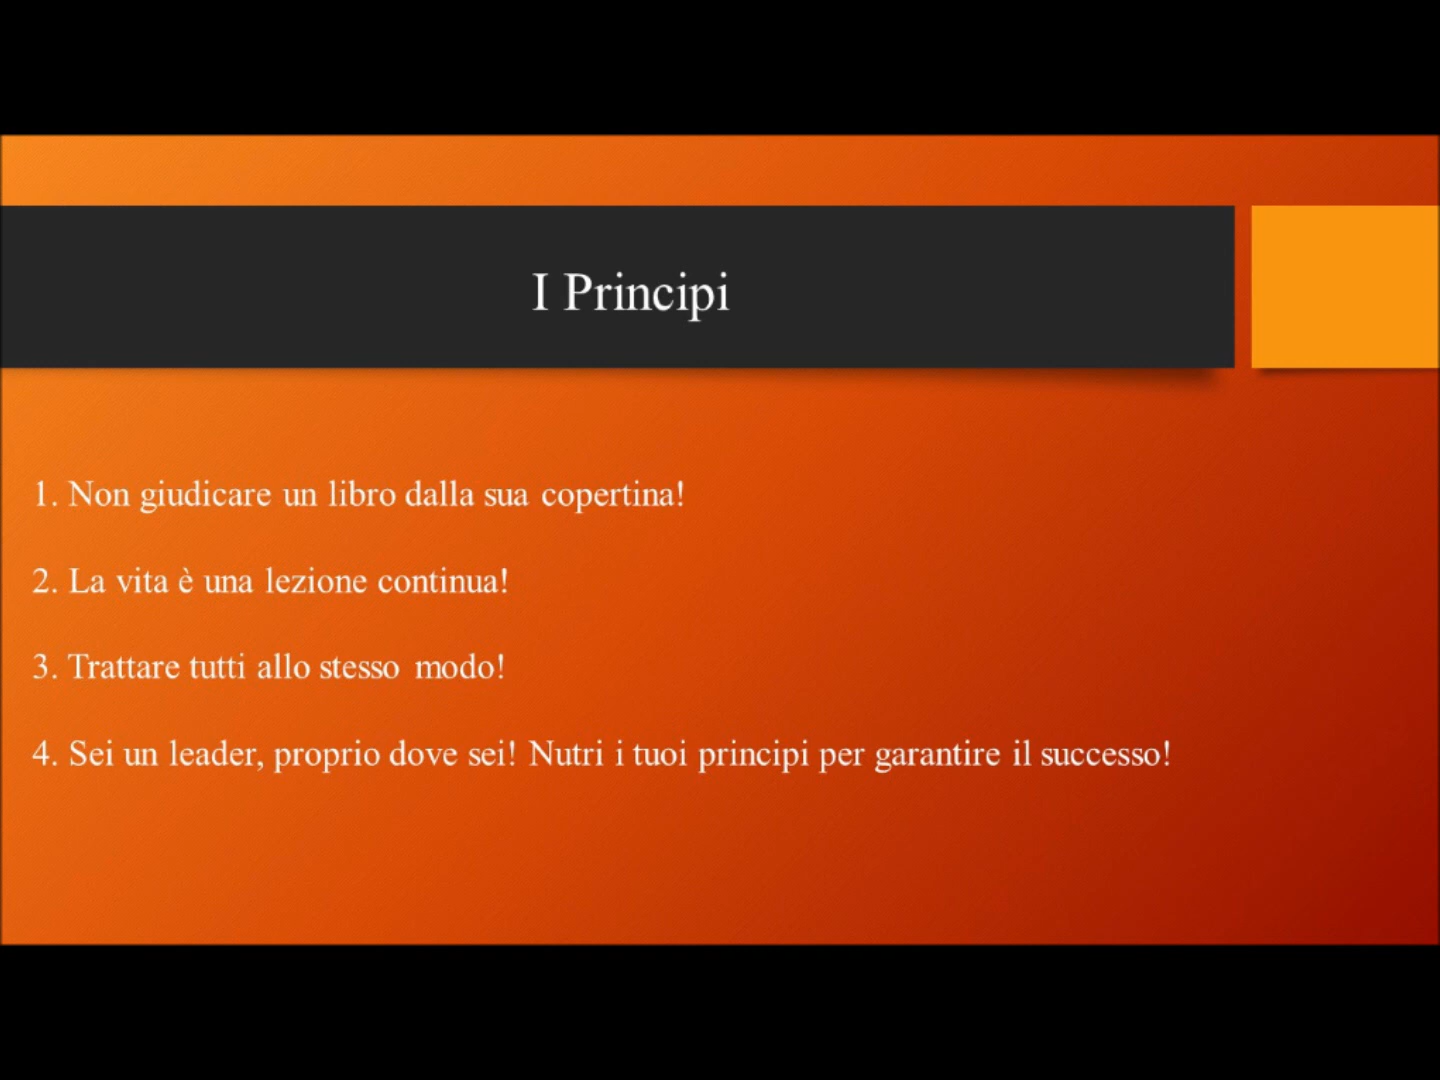 I Principi
1. Non giudicare un libro dalla sua copertina!
2. La vita è una lezione continua!
3. Trattare tutti allo stesso modo!
4. Sei un leader, proprio dove sei! Nutri i tuoi principi per garantire il successo!